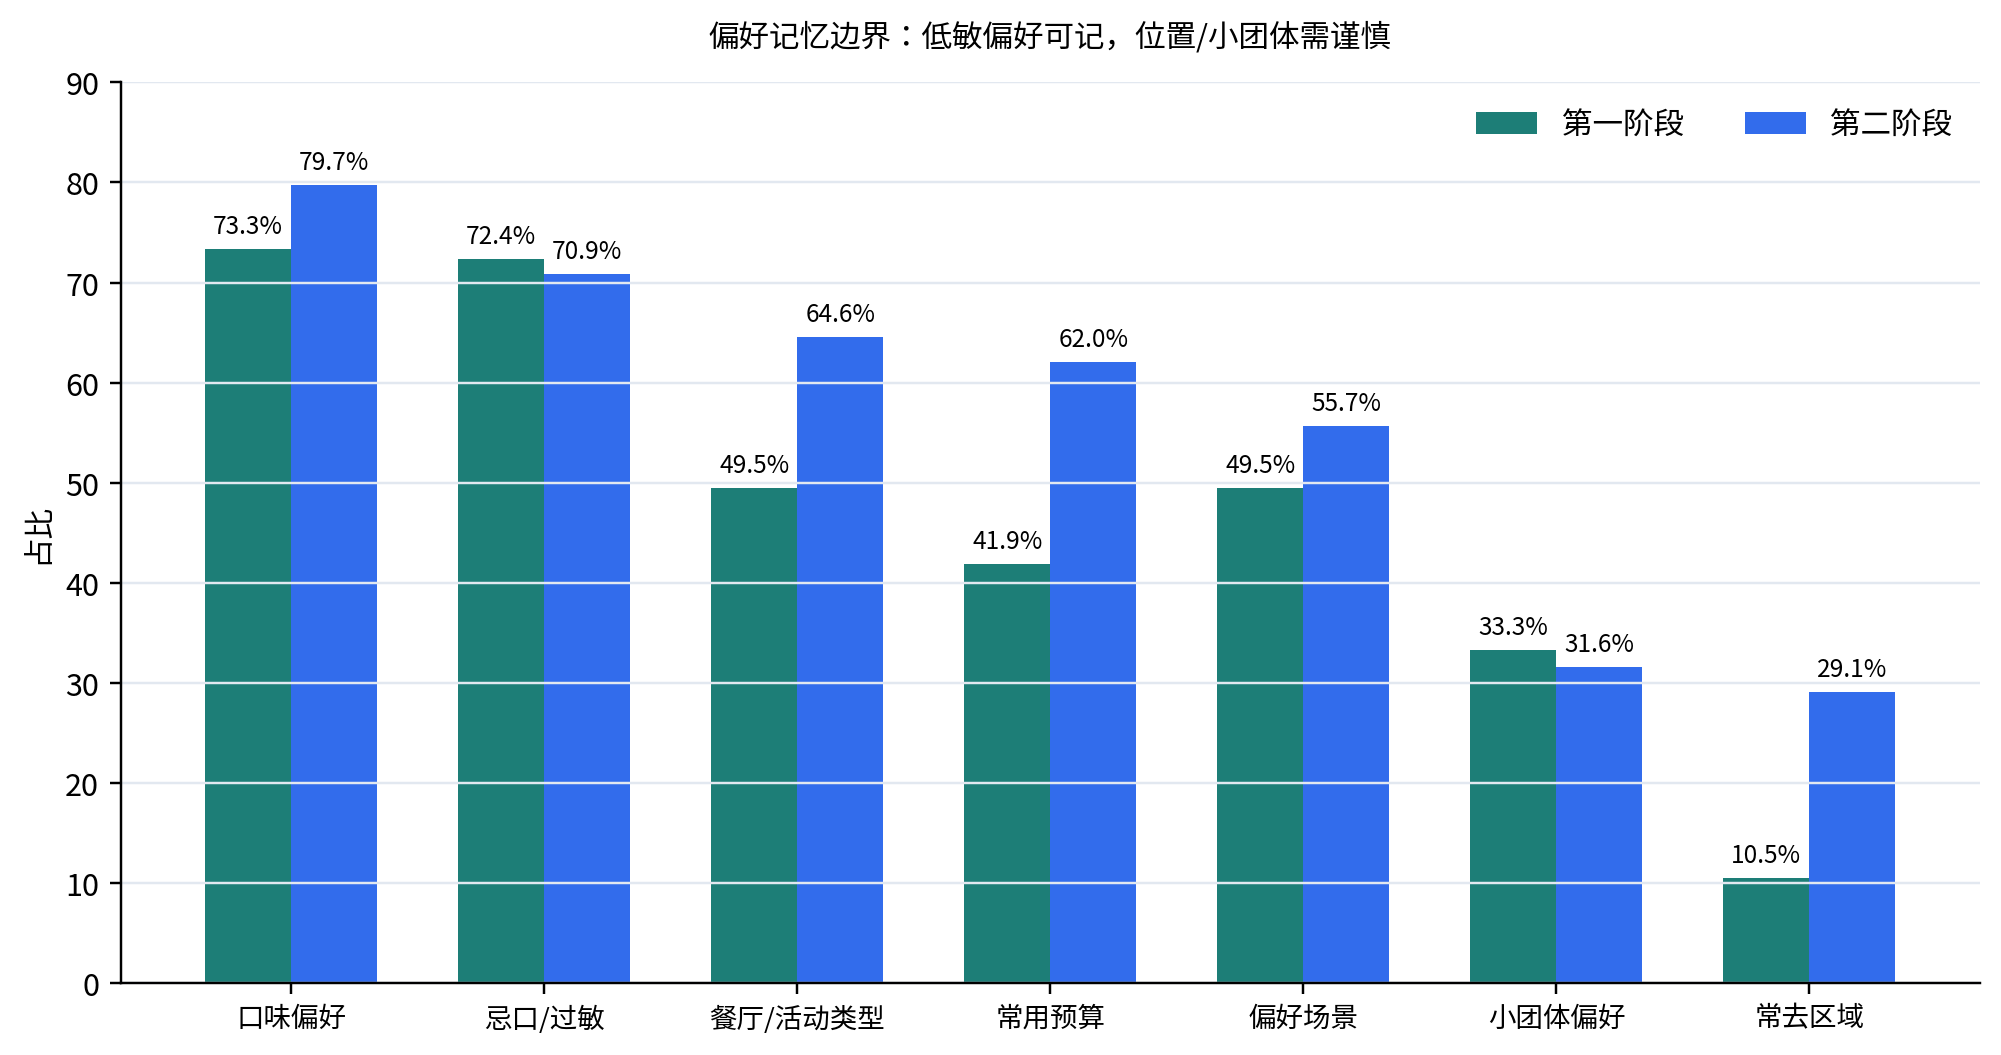 偏好记忆边界：低敏偏好可记，位置/小团体需谨慎
第一阶段
第二阶段
占比
90
80
70
60
50
40
30
20
10
0
73.3%
79.7%
72.4%
70.9%
49.5%
64.6%
41.9%
62.0%
49.5%
55.7%
33.3%
31.6%
10.5%
29.1%
口味偏好
忌口/过敏
餐厅/活动类型
常用预算
偏好场景
小团体偏好
常去区域